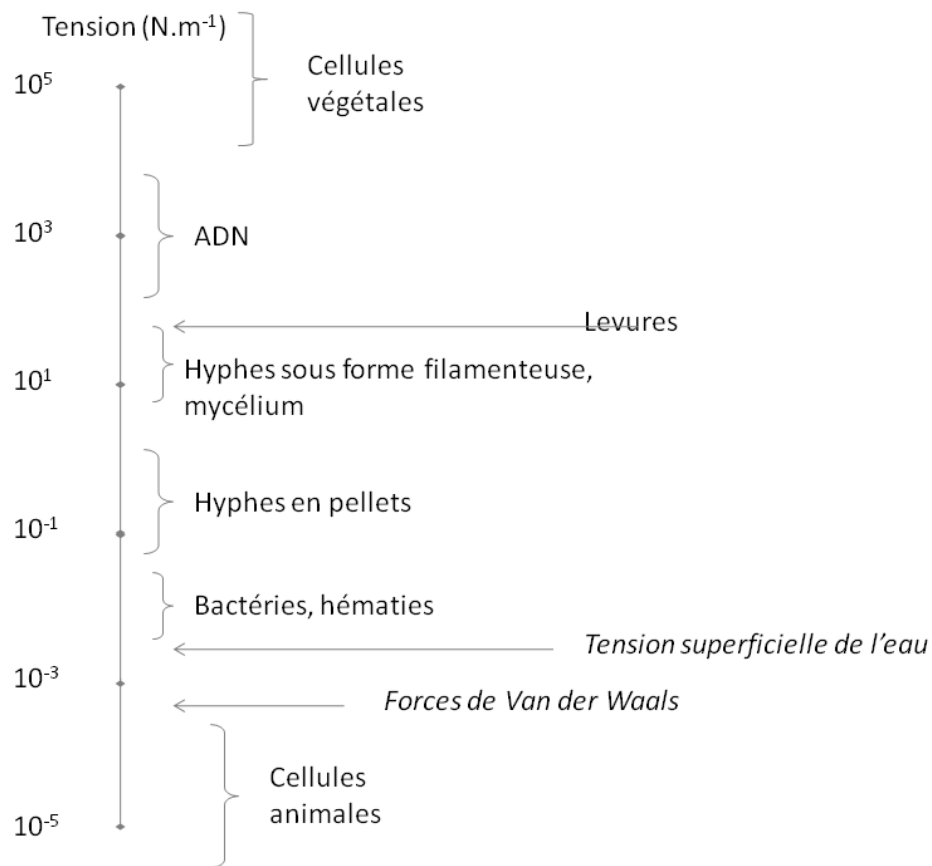 Tension (N.m⁻¹)
Cellules
végétales
10⁵
ADN
10³
Levures
Hyphes sous forme filamenteuse,
mycélium
10¹
Hyphes en pellets
10⁻¹
Bactéries, hématies
Tension superficielle de l’eau
10⁻³
Forces de Van der Waals
Cellules
animales
10⁻⁵